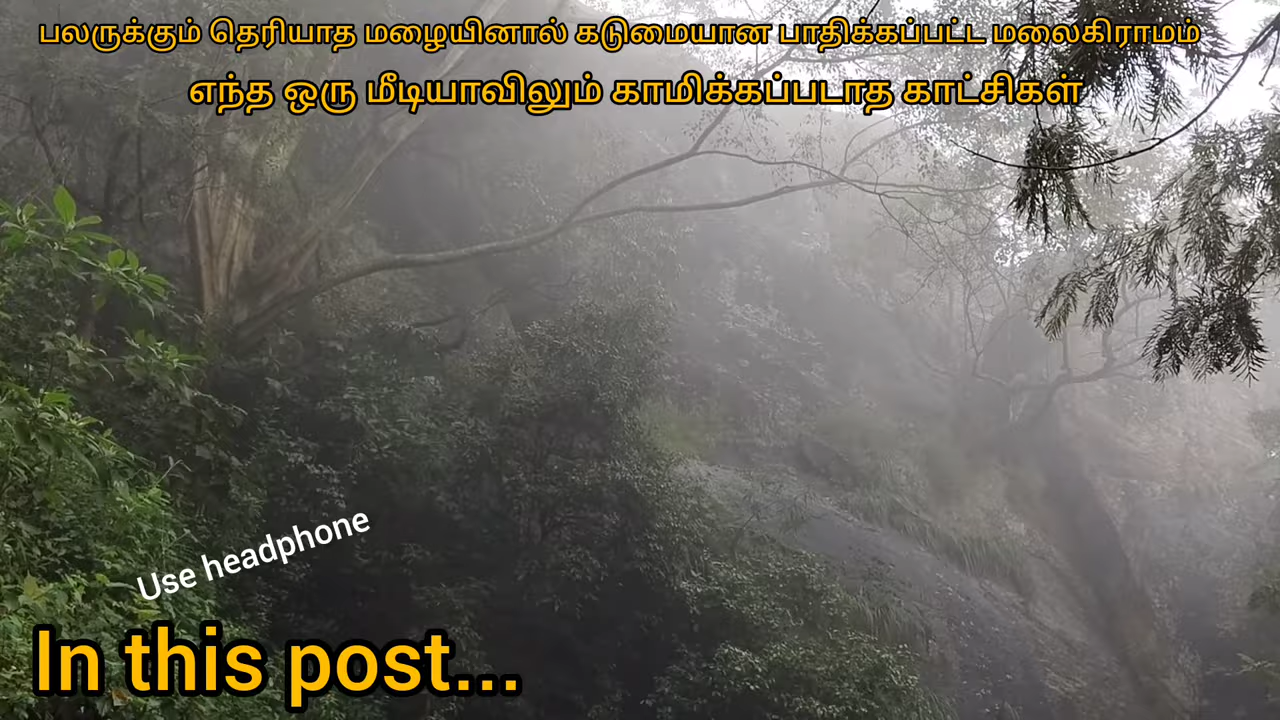 பலருக்கும் தெரியாத மழையினால் கடுமையான பாதிக்கப்பட்ட மலைகிராமம்
எந்த ஒரு மீடியாவிலும் காமிக்கப்படாத காட்சிகள்
Use headphone
In this post...